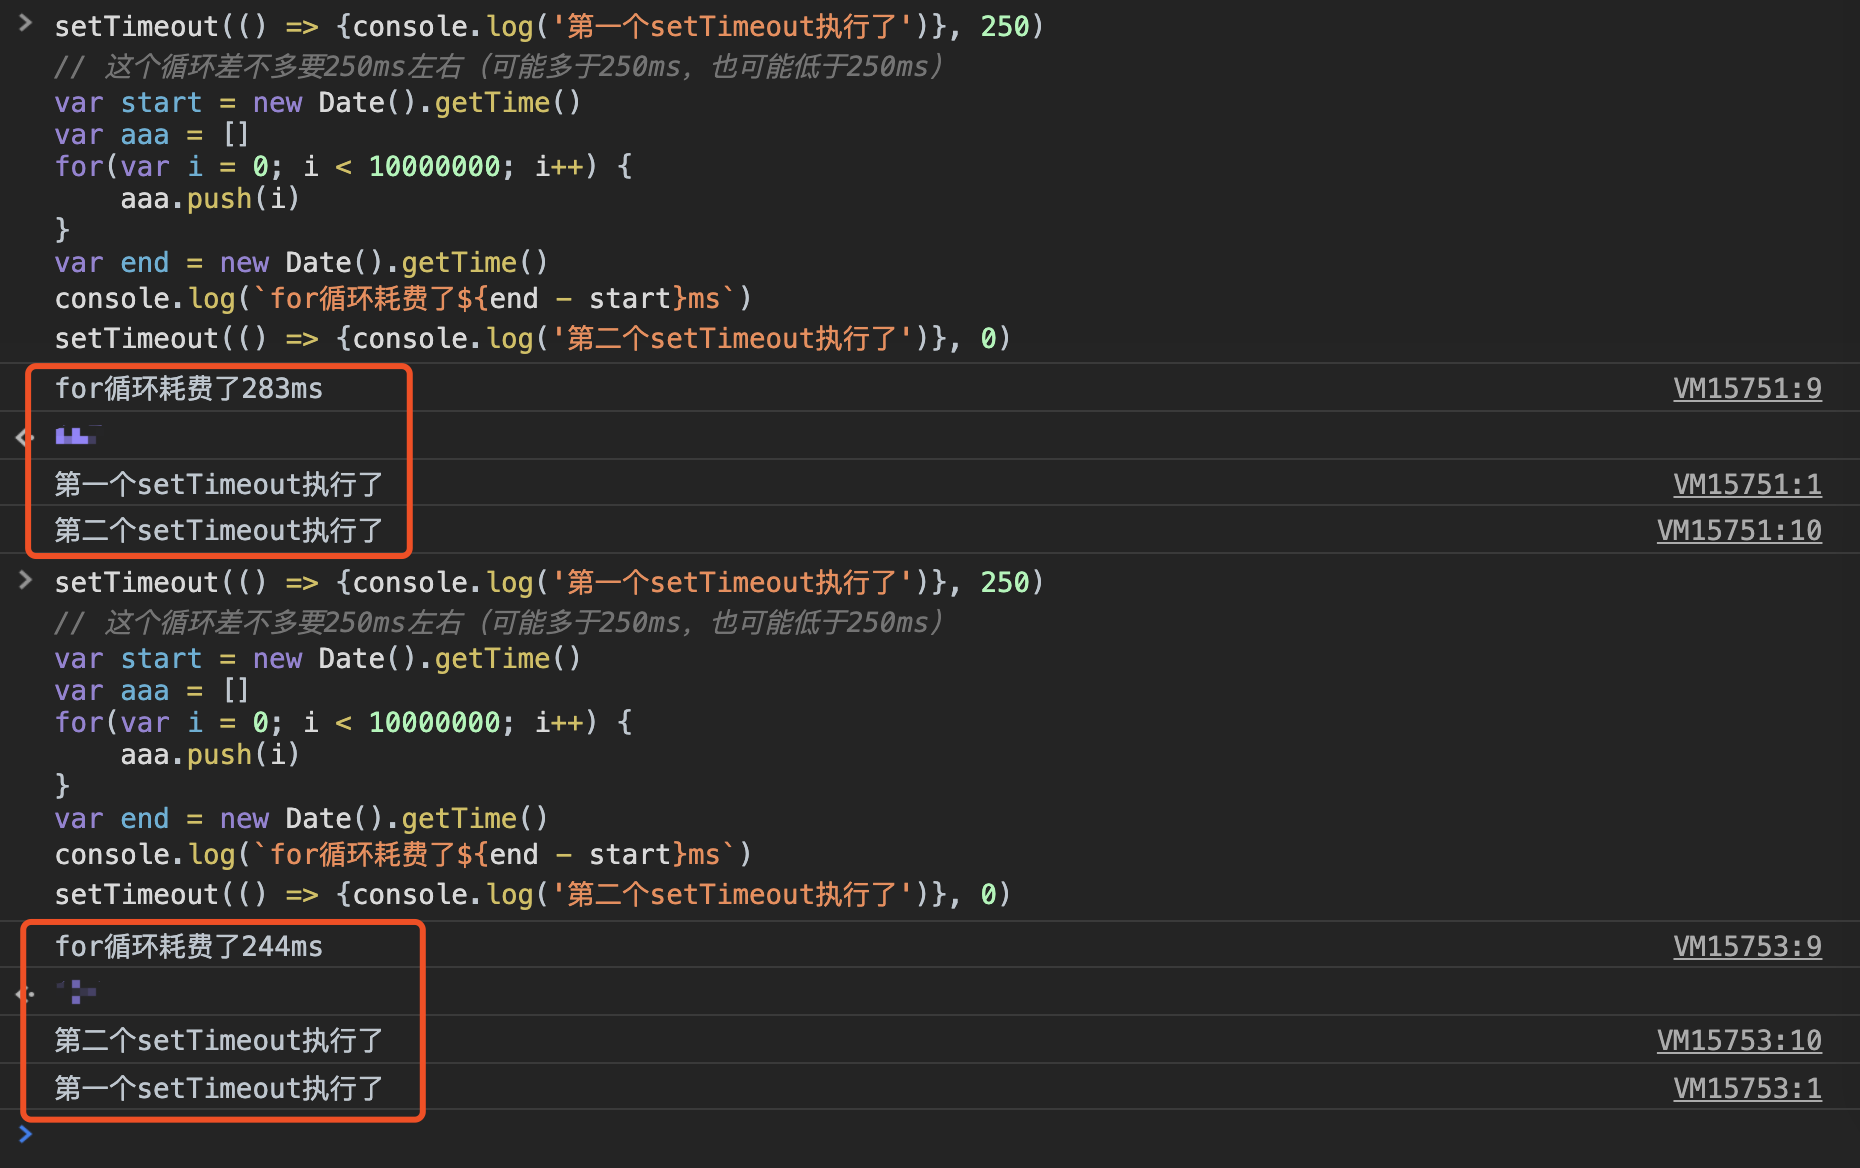 setTimeout(() => {console.log('第一个setTimeout执行了')}, 250)
// 这个循环差不多要250ms左右（可能多于250ms，也可能低于250ms）
var start = new Date().getTime()
var aaa = []
for(var i = 0; i < 10000000; i++) {
    aaa.push(i)
}
var end = new Date().getTime()
console.log(`for循环耗费了${end - start}ms`)
setTimeout(() => {console.log('第二个setTimeout执行了')}, 0)
for循环耗费了283ms VM15751:9
第一个setTimeout执行了 VM15751:1
第二个setTimeout执行了 VM15751:10
setTimeout(() => {console.log('第一个setTimeout执行了')}, 250)
// 这个循环差不多要250ms左右（可能多于250ms，也可能低于250ms）
var start = new Date().getTime()
var aaa = []
for(var i = 0; i < 10000000; i++) {
    aaa.push(i)
}
var end = new Date().getTime()
console.log(`for循环耗费了${end - start}ms`)
setTimeout(() => {console.log('第二个setTimeout执行了')}, 0)
for循环耗费了244ms VM15753:9
第二个setTimeout执行了 VM15753:10
第一个setTimeout执行了 VM15753:1